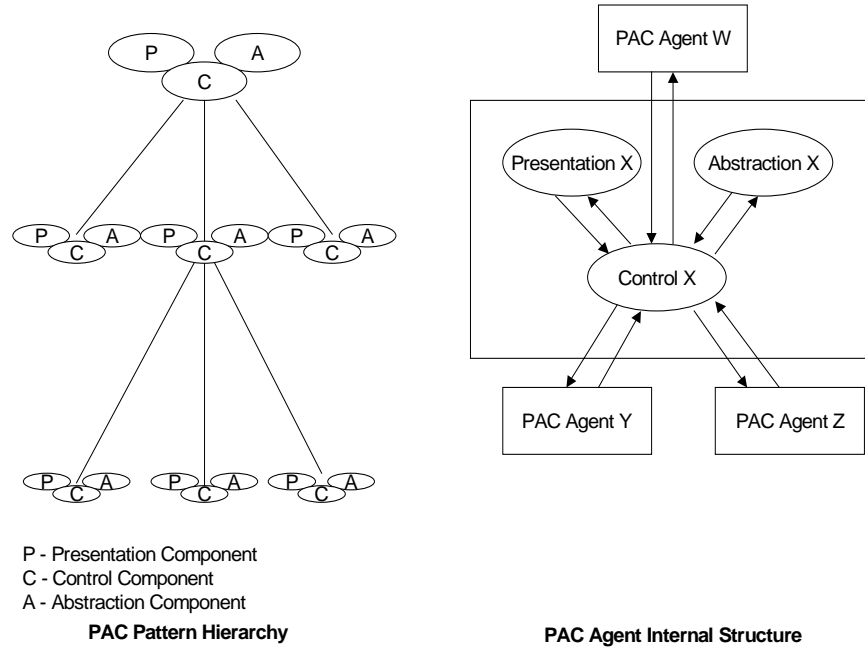 P
A
C
P
A
P
A
P
A
C
C
C
P
A
P
A
P
A
C
C
C
P - Presentation Component
C - Control Component
A - Abstraction Component
PAC Pattern Hierarchy
PAC Agent W
Presentation X
Abstraction X
Control X
PAC Agent Y
PAC Agent Z
PAC Agent Internal Structure